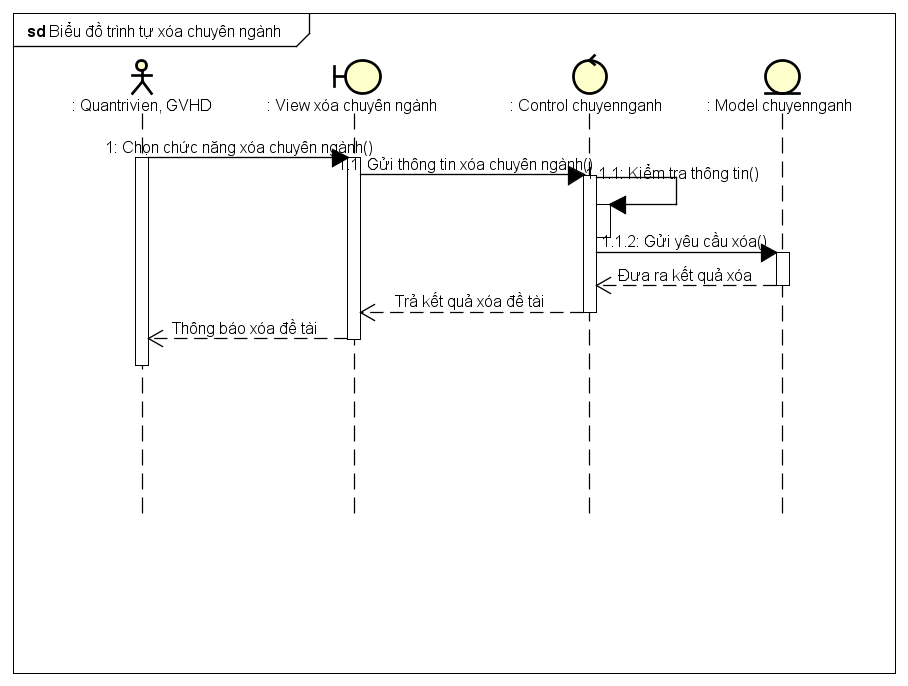 sd Biểu đồ trình tự xóa chuyên ngành
: Quantrivien, GVHD
: View xóa chuyên ngành
: Control chuyennganh
: Model chuyennganh
1: Chọn chức năng xóa chuyên ngành()
1.1: Gửi thông tin xóa chuyên ngành()
1.1.1: Kiểm tra thông tin()
1.1.2: Gửi yêu cầu xóa()
Đưa ra kết quả xóa
Trả kết quả xóa đề tài
Thông báo xóa đề tài